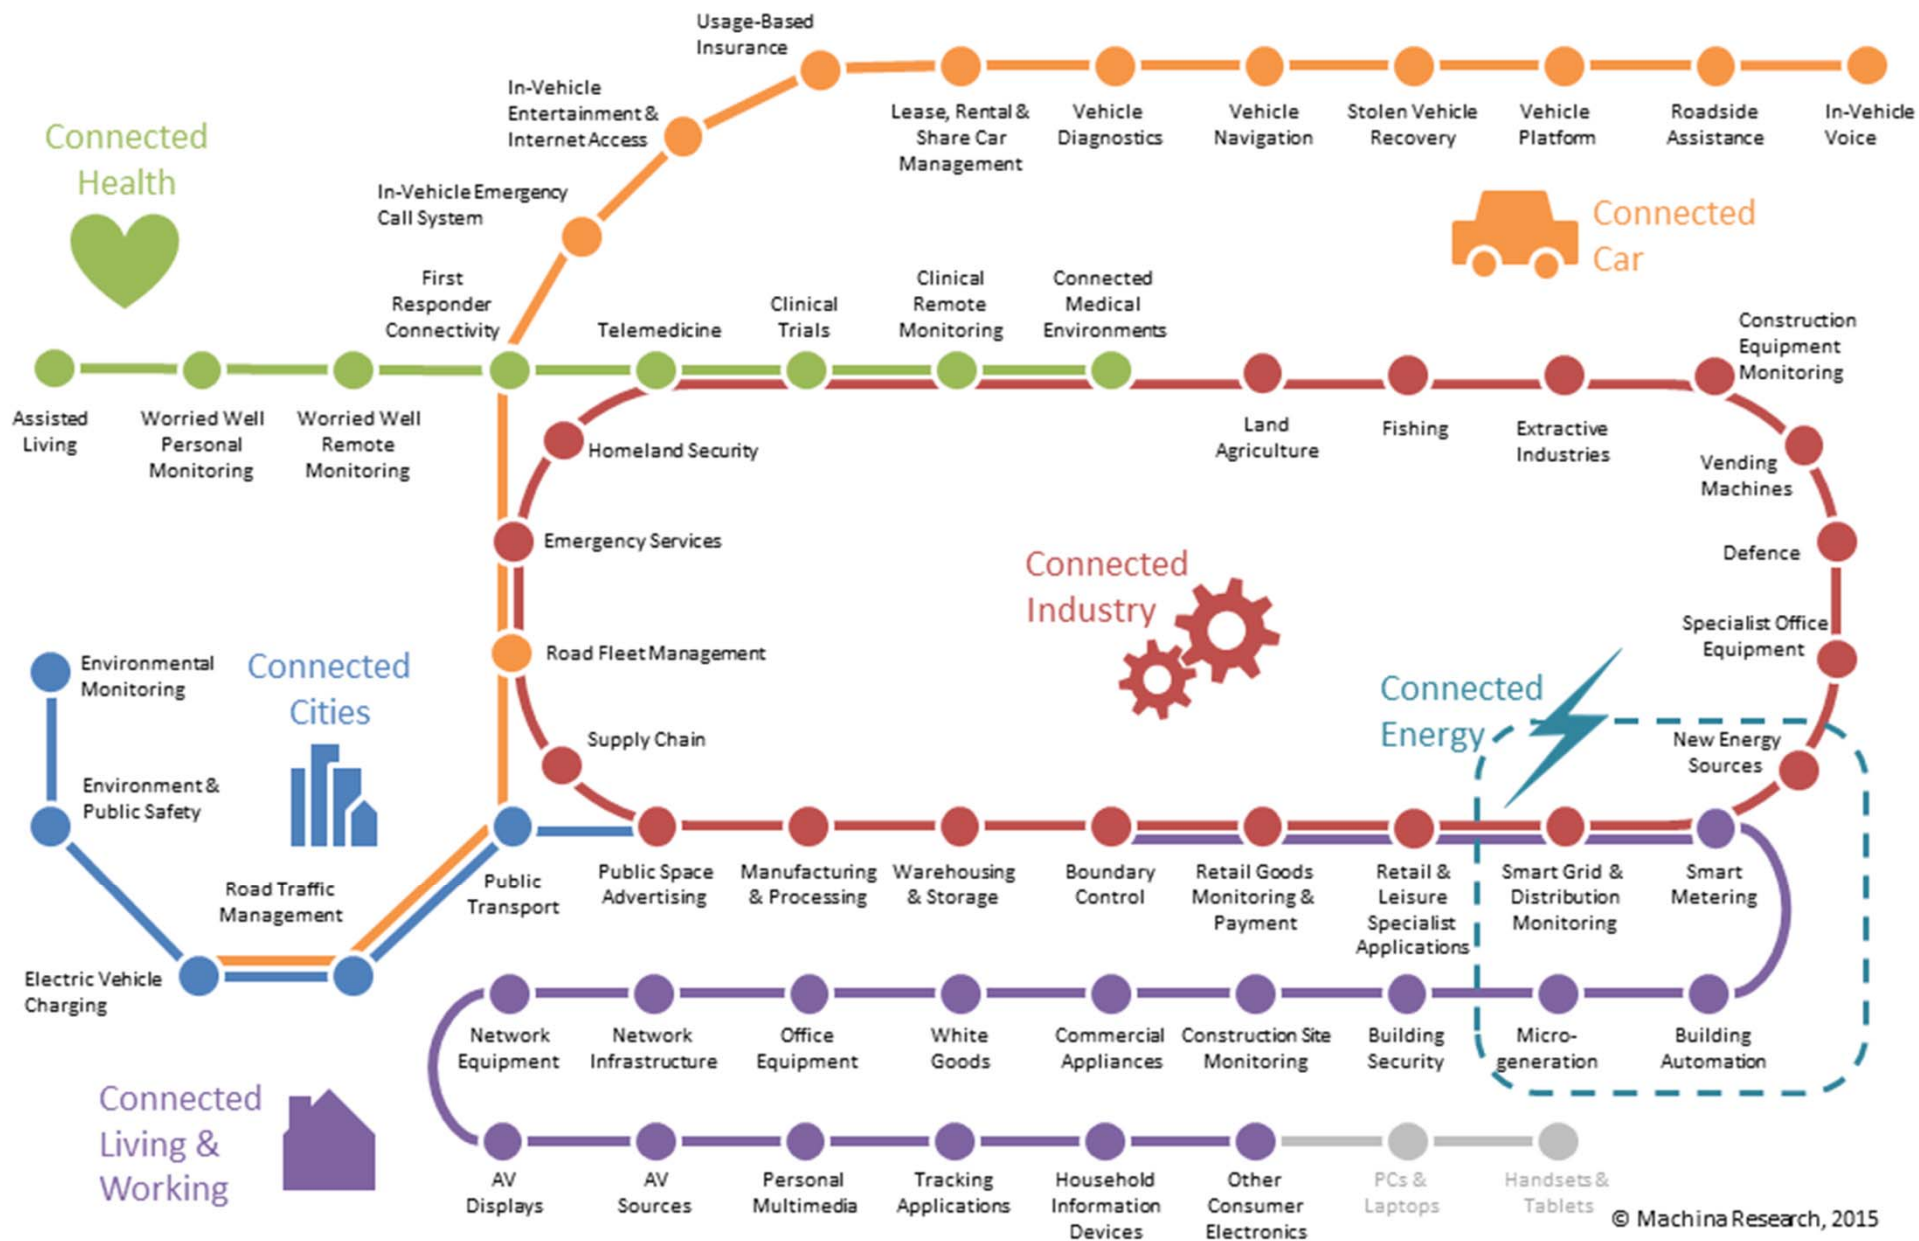 Usage-Based
Insurance
In-Vehicle
Entertainment &
Internet Access
In-Vehicle Emergency
Call System
Lease, Rental &
Share Car
Management
Vehicle
Diagnostics
Vehicle
Navigation
Stolen Vehicle
Recovery
Vehicle
Platform
Roadside
Assistance
In-Vehicle
Voice
Connected
Health
Connected
Car
First
Responder
Connectivity
Telemedicine
Clinical
Trials
Clinical
Remote
Monitoring
Connected
Medical
Environments
Construction
Equipment
Monitoring
Assisted
Living
Worried Well
Personal
Monitoring
Worried Well
Remote
Monitoring
Homeland Security
Land
Agriculture
Fishing
Extractive
Industries
Vending
Machines
Emergency Services
Defence
Connected
Industry
Specialist Office
Equipment
Road Fleet Management
Environmental
Monitoring
Connected
Cities
Connected
Energy
Supply Chain
New Energy
Sources
Environment &
Public Safety
Road Traffic
Management
Public
Transport
Public Space
Advertising
Manufacturing
& Processing
Warehousing
& Storage
Boundary
Control
Retail Goods
Monitoring &
Payment
Retail &
Leisure
Specialist
Applications
Smart Grid &
Distribution
Monitoring
Smart
Metering
Electric Vehicle
Charging
Network
Equipment
Network
Infrastructure
Office
Equipment
White
Goods
Commercial
Appliances
Construction Site
Monitoring
Building
Security
Micro-
generation
Building
Automation
Connected
Living &
Working
AV
Displays
AV
Sources
Personal
Multimedia
Tracking
Applications
Household
Information
Devices
Other
Consumer
Electronics
PCs &
Laptops
Handsets &
Tablets
© Machina Research, 2015